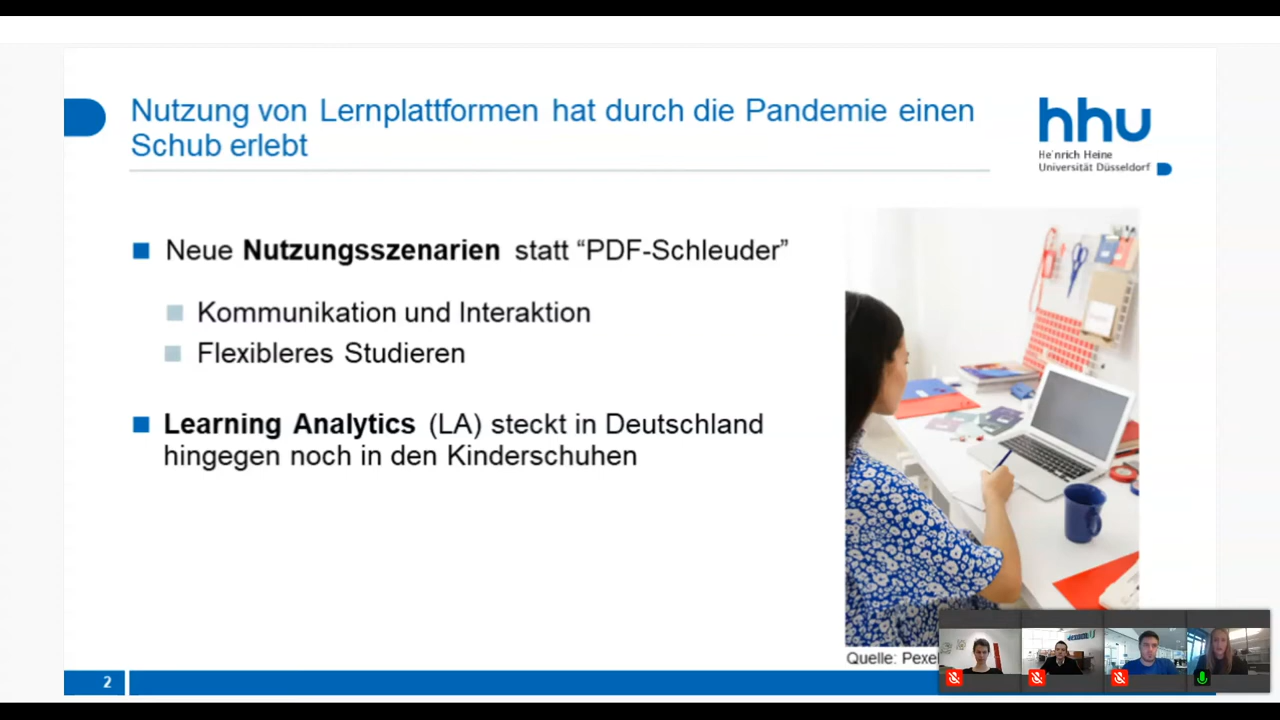 Nutzung von Lernplattformen hat durch die Pandemie einen
Schub erlebt
hhu
Heinrich Heine
Universität Düsseldorf
Neue Nutzungsszenarien statt “PDF-Schleuder”
Kommunikation und Interaktion
Flexibleres Studieren
Learning Analytics (LA) steckt in Deutschland
hingegen noch in den Kinderschuhen
Quelle:
2